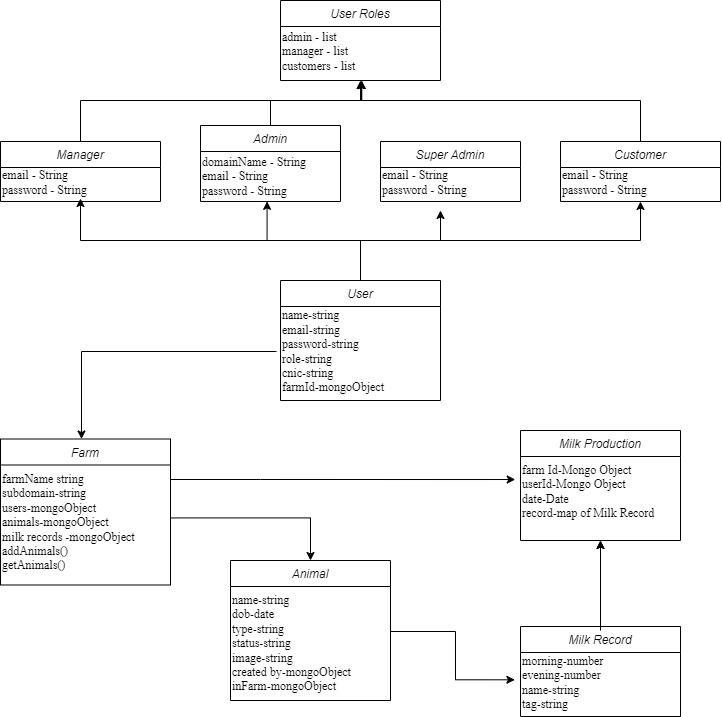 User Roles
admin - list
manager - list
customers - list
Manager
email - String
password - String
Admin
domainName - String
email - String
password - String
Super Admin
email - String
password - String
Customer
email - String
password - String
User
name-string
email-string
password-string
role-string
cnic-string
farmId-mongoObject
Farm
farmName string
subdomain-string
users-mongoObject
animals-mongoObject
milk records -mongoObject
addAnimals()
getAnimals()
Milk Production
farm Id-Mongo Object
userId-Mongo Object
date-Date
record-map of Milk Record
Animal
name-string
dob-date
type-string
status-string
image-string
created by-mongoObject
inFarm-mongoObject
Milk Record
morning-number
evening-number
name-string
tag-string